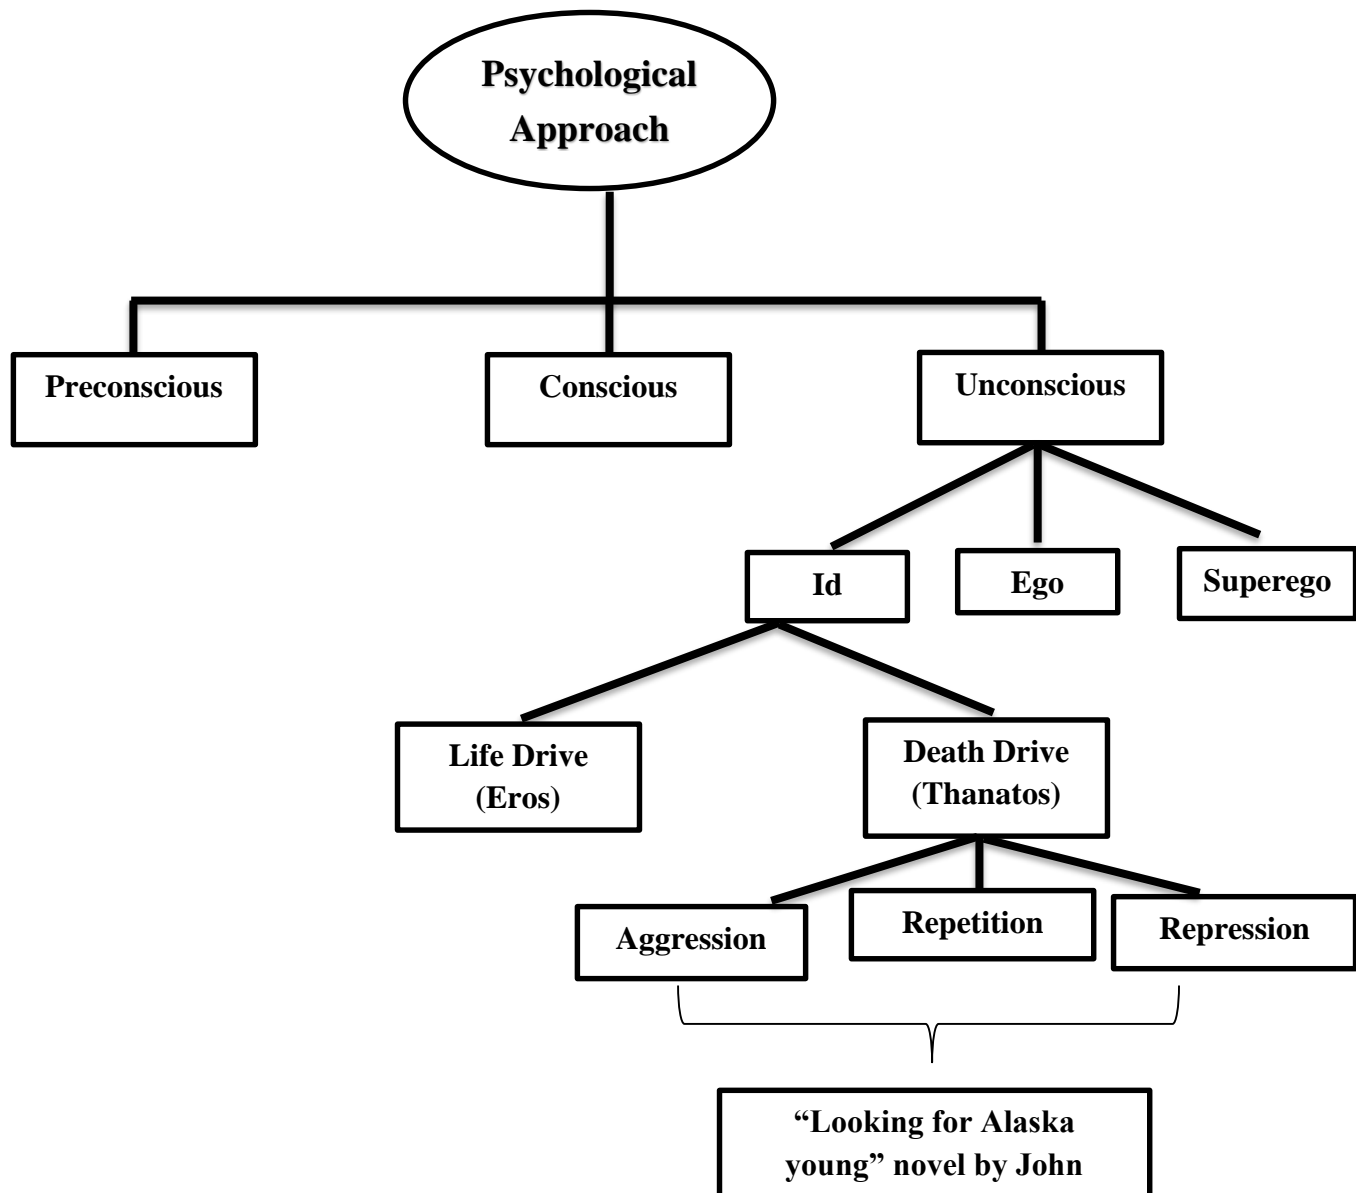 Psychological
Approach
Preconscious
Conscious
Unconscious
Id
Ego
Superego
Life Drive
(Eros)
Death Drive
(Thanatos)
Aggression
Repetition
Repression
“Looking for Alaska
young” novel by John